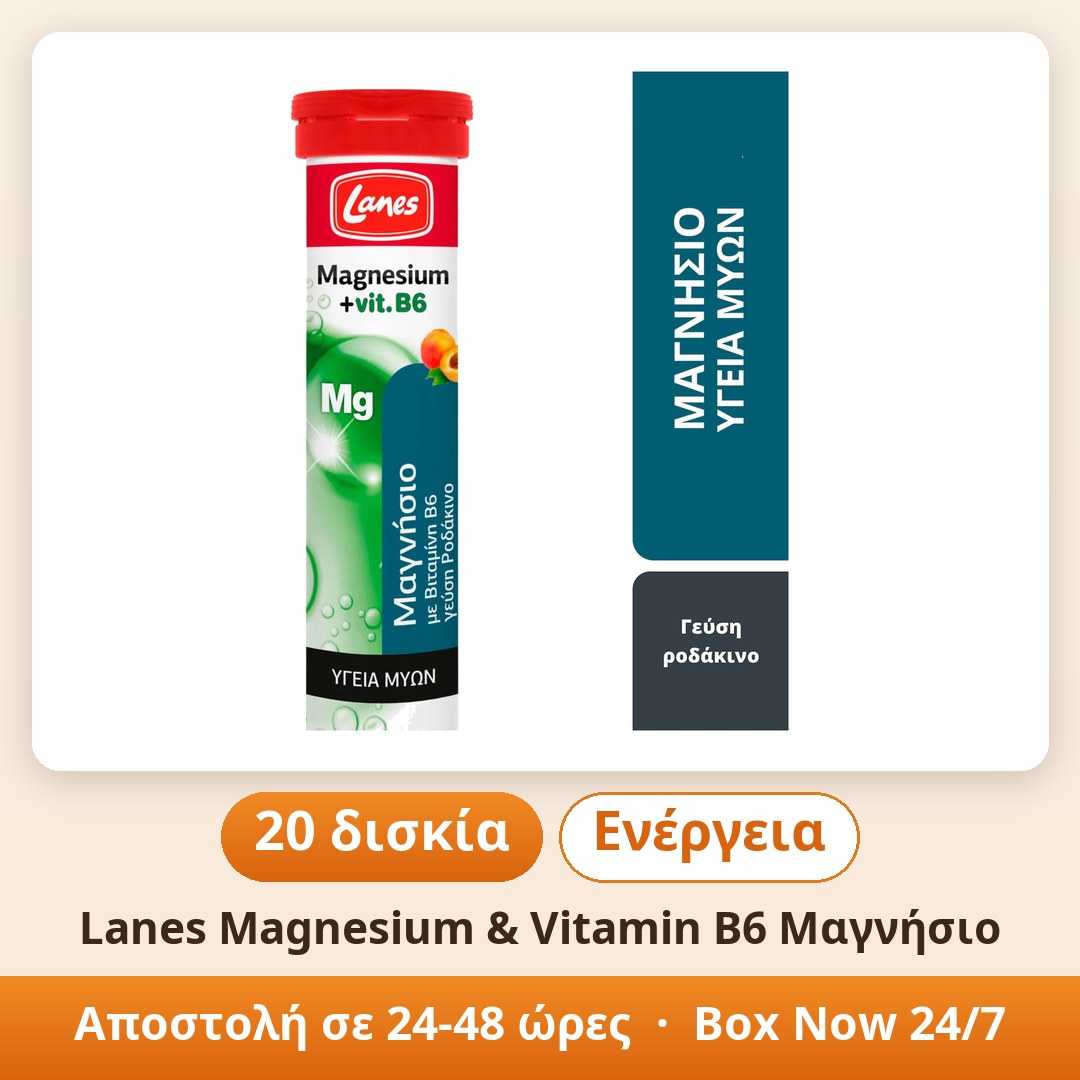 Lanes
Magnesium
+vit.B6
Mg
Μαγνήσιο
με Βιταμίνη Β6
γεύση Ροδάκινο
ΥΓΕΙΑ ΜΥΩΝ
ΜΑΓΝΗΣΙΟ
ΥΓΕΙΑ ΜΥΩΝ
Γεύση
ροδάκινο
20 δισκία
Ενέργεια
Lanes Magnesium & Vitamin B6 Μαγνήσιο
Αποστολή σε 24-48 ώρες · Box Now 24/7